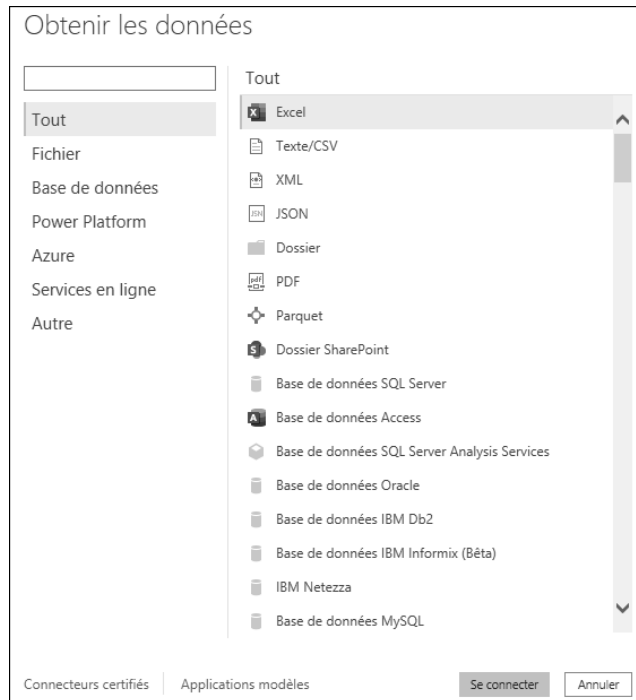 Obtenir les données
Tout
Fichier
Base de données
Power Platform
Azure
Services en ligne
Autre
Tout
Excel
Texte/CSV
XML
JSON
Dossier
PDF
Parquet
Dossier SharePoint
Base de données SQL Server
Base de données Access
Base de données SQL Server Analysis Services
Base de données Oracle
Base de données IBM Db2
Base de données IBM Informix (Bêta)
IBM Netezza
Base de données MySQL
Connecteurs certifiés
Applications modèles
Se connecter
Annuler